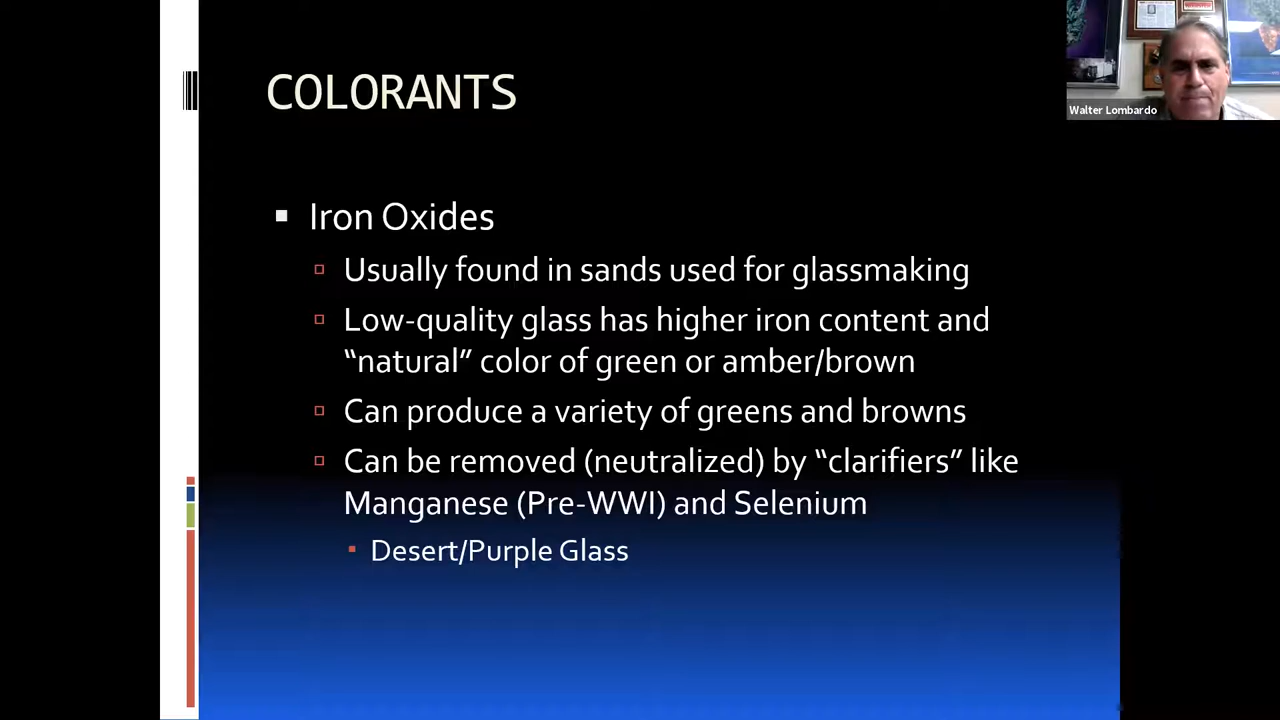 COLORANTS
Walter Lombardo
Iron Oxides
Usually found in sands used for glassmaking
Low-quality glass has higher iron content and
“natural” color of green or amber/brown
Can produce a variety of greens and browns
Can be removed (neutralized) by “clarifiers” like
Manganese (Pre-WWI) and Selenium
Desert/Purple Glass